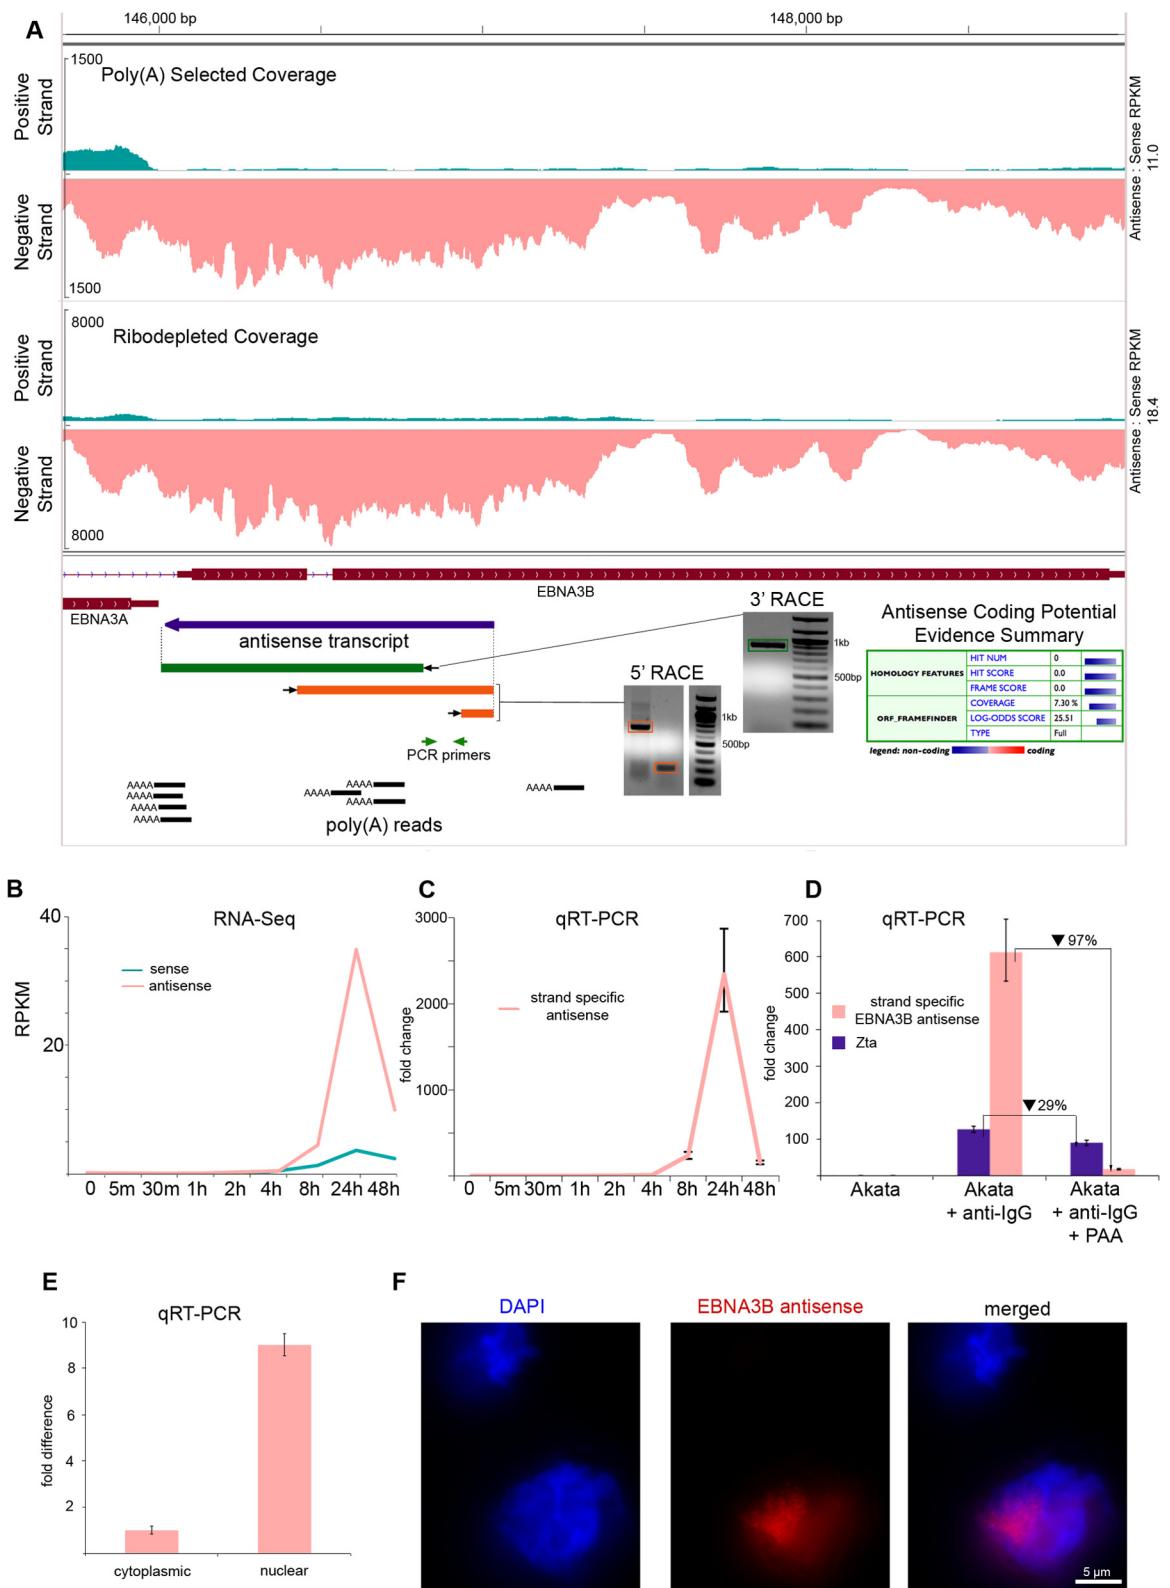 A
146,000 bp
148,000 bp
1500
Poly(A) Selected Coverage
Positive
Strand
Negative
Strand
1500
Antisense : Sense RPKM
11.0
8000
Ribodepleted Coverage
Positive
Strand
Negative
Strand
8000
Antisense : Sense RPKM
18.4
EBNA3B
EBNA3A
antisense transcript
3' RACE
1kb
500bp
5' RACE
1kb
500bp
PCR primers
Antisense Coding Potential
Evidence Summary
HOMOLOGY FEATURES
HIT NUM 0
HIT SCORE 0.0
FRAME SCORE 0.0
ORF_FRAMEFINDER
COVERAGE 7.30 %
LOG-ODDS SCORE 25.51
TYPE Full
legend: non-coding coding
AAAA
AAAA
AAAA
AAAA
AAAA
AAAA
AAAA
AAAA
poly(A) reads
B
RNA-Seq
40
20
RPKM
sense
antisense
0 5m 30m 1h 2h 4h 8h 24h 48h
C
qRT-PCR
3000
2000
1000
fold change
strand specific
antisense
0 5m 30m 1h 2h 4h 8h 24h 48h
D
qRT-PCR
700
600
500
400
300
200
100
fold change
strand specific
EBNA3B antisense
Zta
▼97%
▼29%
Akata
Akata
+ anti-IgG
Akata
+ anti-IgG
+ PAA
E
qRT-PCR
10
8
6
4
2
fold difference
cytoplasmic
nuclear
F
DAPI
EBNA3B antisense
merged
5 μm